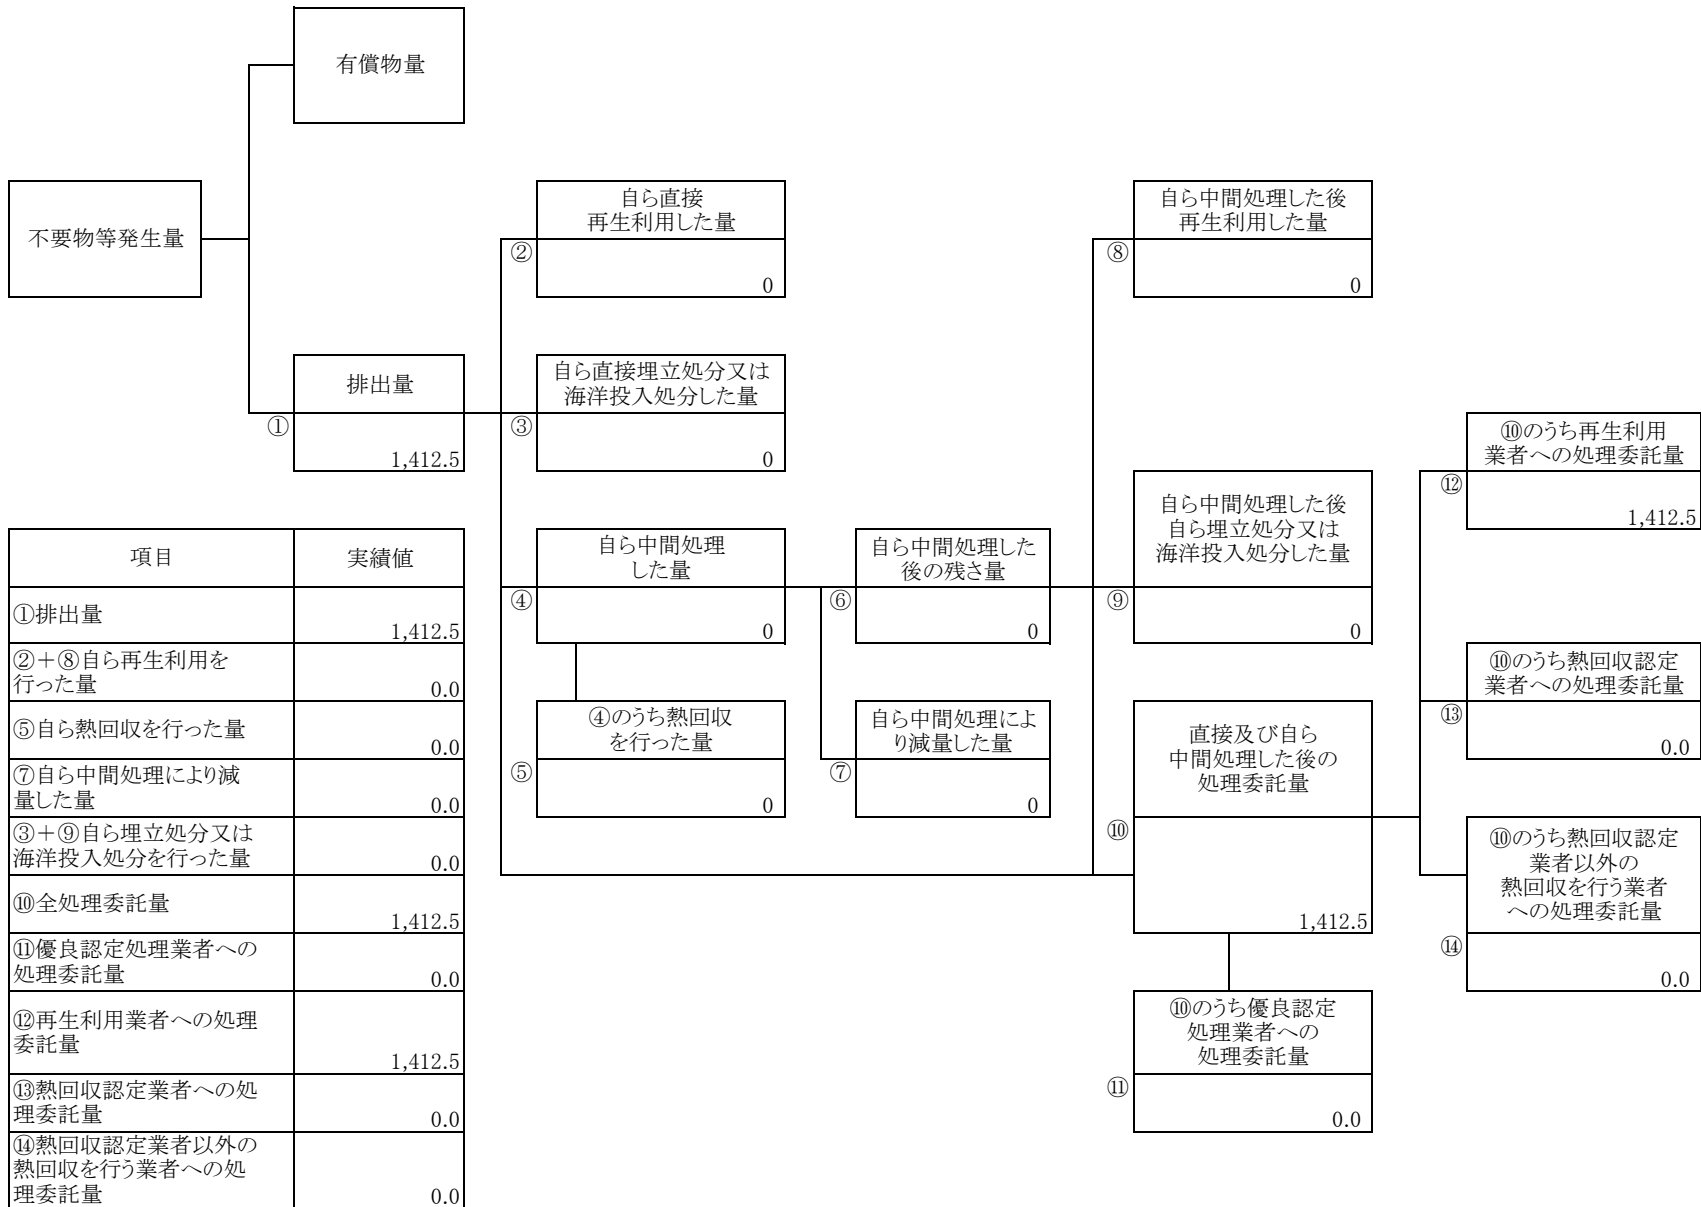 有償物量
不要物等発生量
自ら直接
再生利用した量
②
0
自ら中間処理した後
再生利用した量
⑧
0
排出量
①
1,412.5
自ら直接埋立処分又は
海洋投入処分した量
③
0
⑩のうち再生利用
業者への処理委託量
⑫
1,412.5
自ら中間処理
した量
④
0
自ら中間処理した
後の残さ量
⑥
0
自ら中間処理した後
自ら埋立処分又は
海洋投入処分した量
⑨
0
④のうち熱回収
を行った量
⑤
0
自ら中間処理によ
り減量した量
⑦
0
直接及び自ら
中間処理した後の
処理委託量
⑩
1,412.5
⑩のうち熱回収認定
業者への処理委託量
⑬
0.0
⑩のうち熱回収認定
業者以外の
熱回収を行う業者
への処理委託量
⑭
0.0
⑩のうち優良認定
処理業者への
処理委託量
⑪
0.0
項目 実績値
①排出量 1,412.5
②+⑧自ら再生利用を
行った量 0.0
⑤自ら熱回収を行った量 0.0
⑦自ら中間処理により減
量した量 0.0
③+⑨自ら埋立処分又は
海洋投入処分を行った量 0.0
⑩全処理委託量 1,412.5
⑪優良認定処理業者への
処理委託量 0.0
⑫再生利用業者への処理
委託量 1,412.5
⑬熱回収認定業者への処
理委託量 0.0
⑭熱回収認定業者以外の
熱回収を行う業者への処
理委託量 0.0